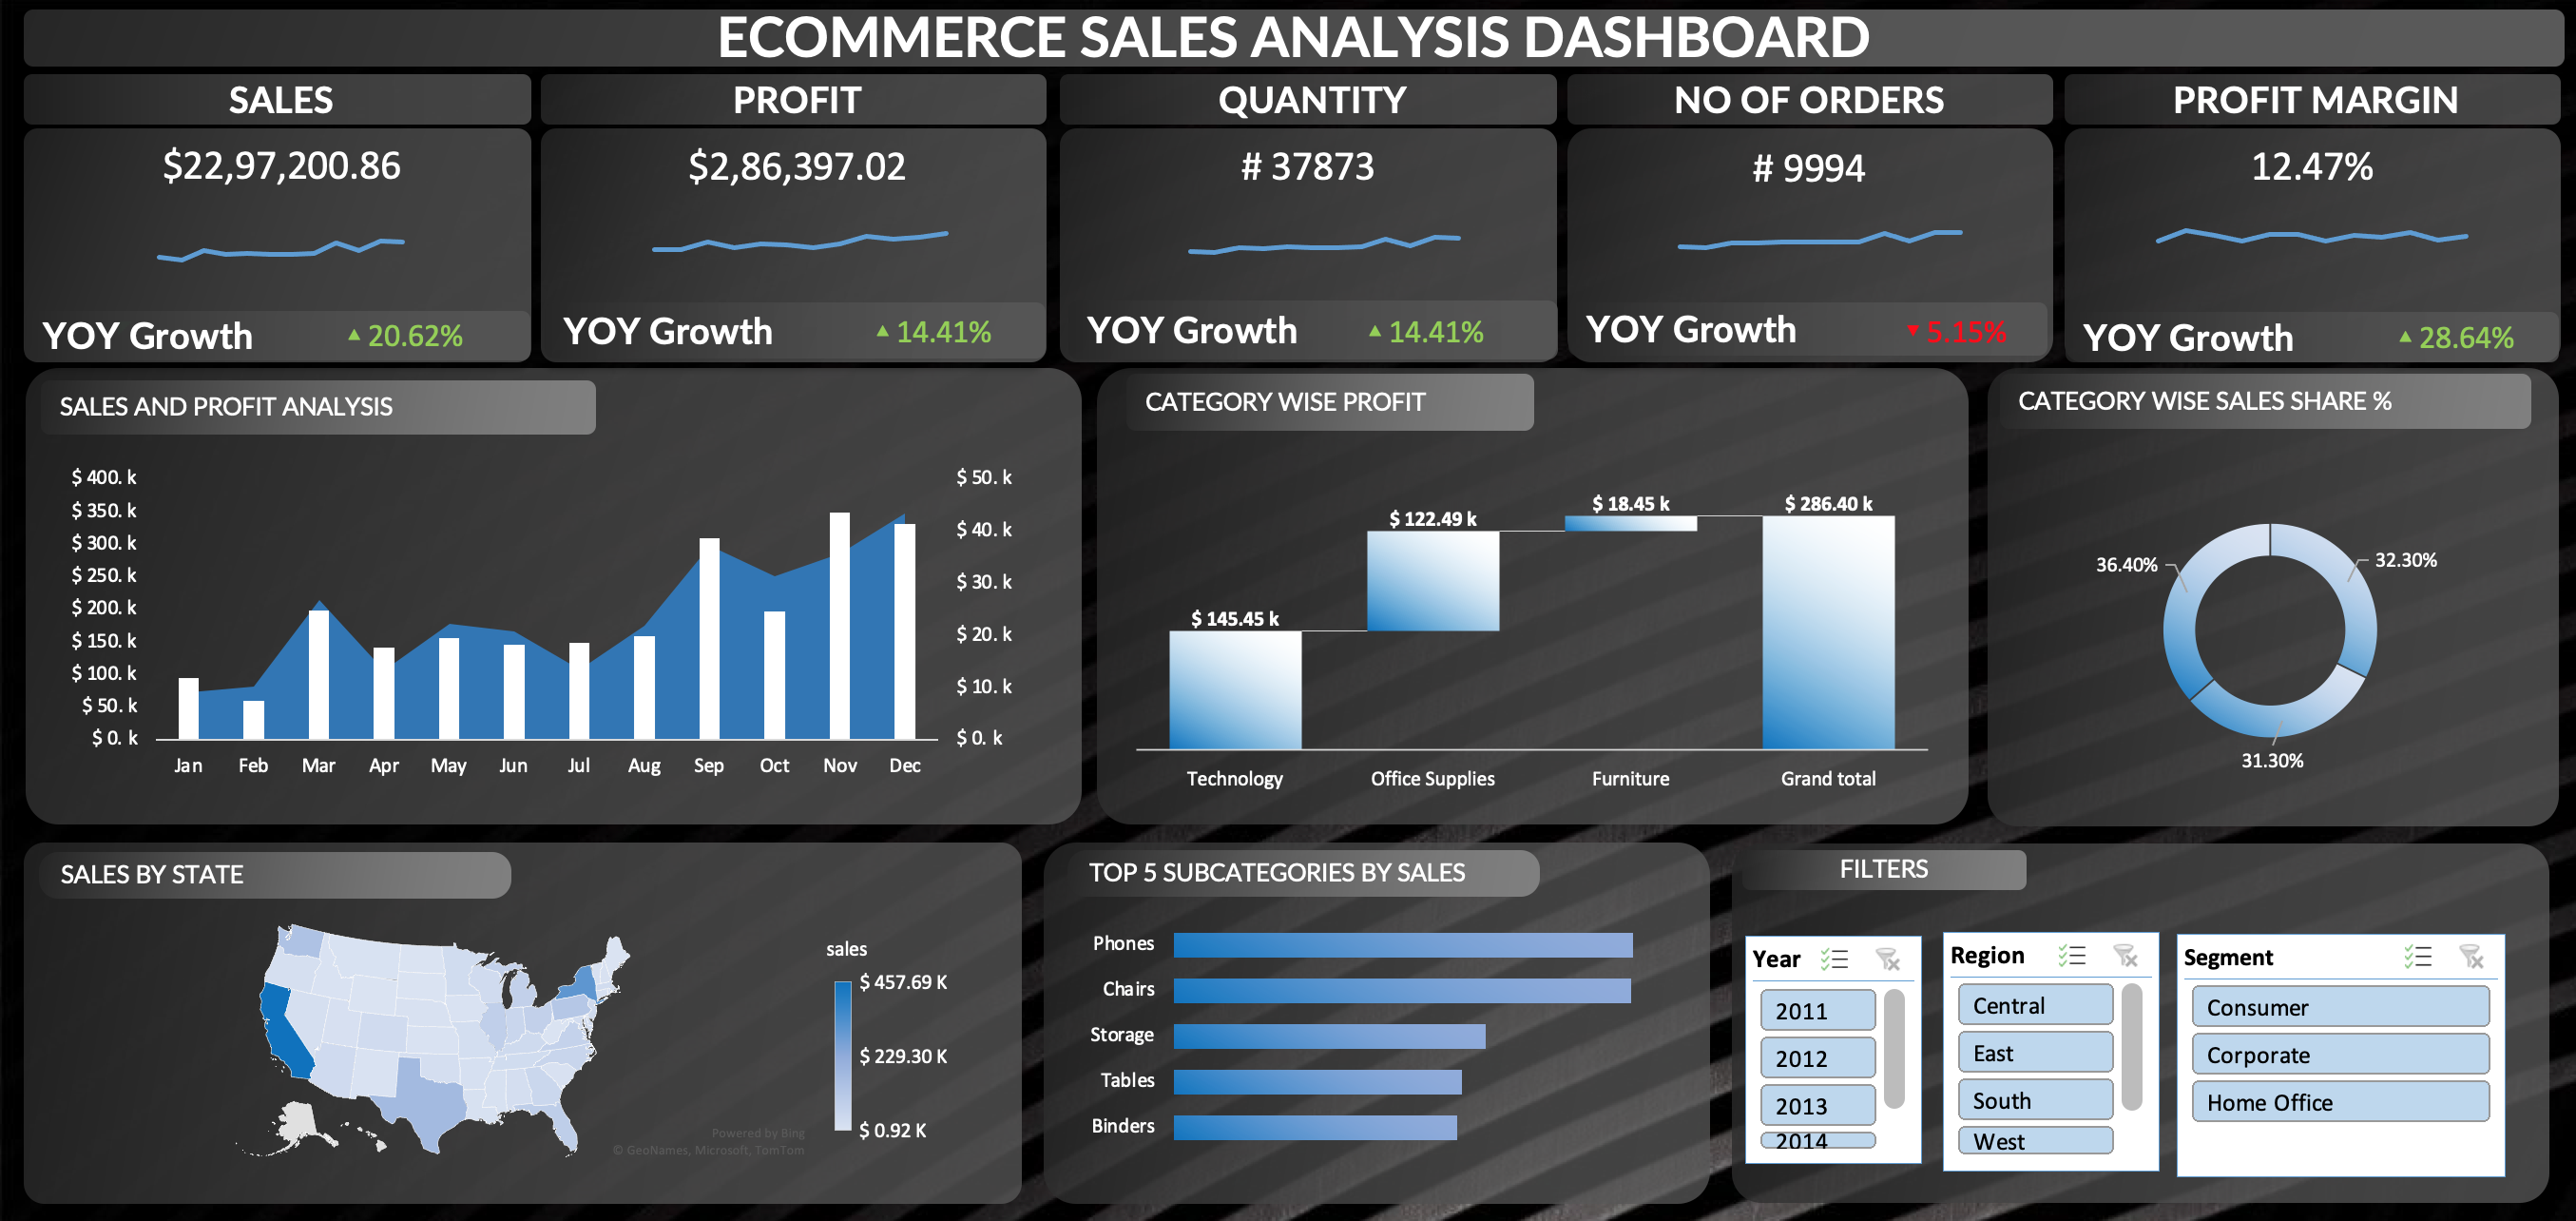 ECOMMERCE SALES ANALYSIS DASHBOARD
SALES
$22,97,200.86
YOY Growth ▲ 20.62%
PROFIT
$2,86,397.02
YOY Growth ▲ 14.41%
QUANTITY
# 37873
YOY Growth ▲ 14.41%
NO OF ORDERS
# 9994
YOY Growth ▼ 5.15%
PROFIT MARGIN
12.47%
YOY Growth ▲ 28.64%
SALES AND PROFIT ANALYSIS
$ 400. k
$ 350. k
$ 300. k
$ 250. k
$ 200. k
$ 150. k
$ 100. k
$ 50. k
$ 0. k
$ 50. k
$ 40. k
$ 30. k
$ 20. k
$ 10. k
$ 0. k
Jan Feb Mar Apr May Jun Jul Aug Sep Oct Nov Dec
CATEGORY WISE PROFIT
$ 145.45 k
$ 122.49 k
$ 18.45 k
$ 286.40 k
Technology Office Supplies Furniture Grand total
CATEGORY WISE SALES SHARE %
36.40%
32.30%
31.30%
SALES BY STATE
sales
$ 457.69 K
$ 229.30 K
$ 0.92 K
Powered by Bing
© GeoNames, Microsoft, TomTom
TOP 5 SUBCATEGORIES BY SALES
Phones
Chairs
Storage
Tables
Binders
FILTERS
Year
2011
2012
2013
2014
Region
Central
East
South
West
Segment
Consumer
Corporate
Home Office